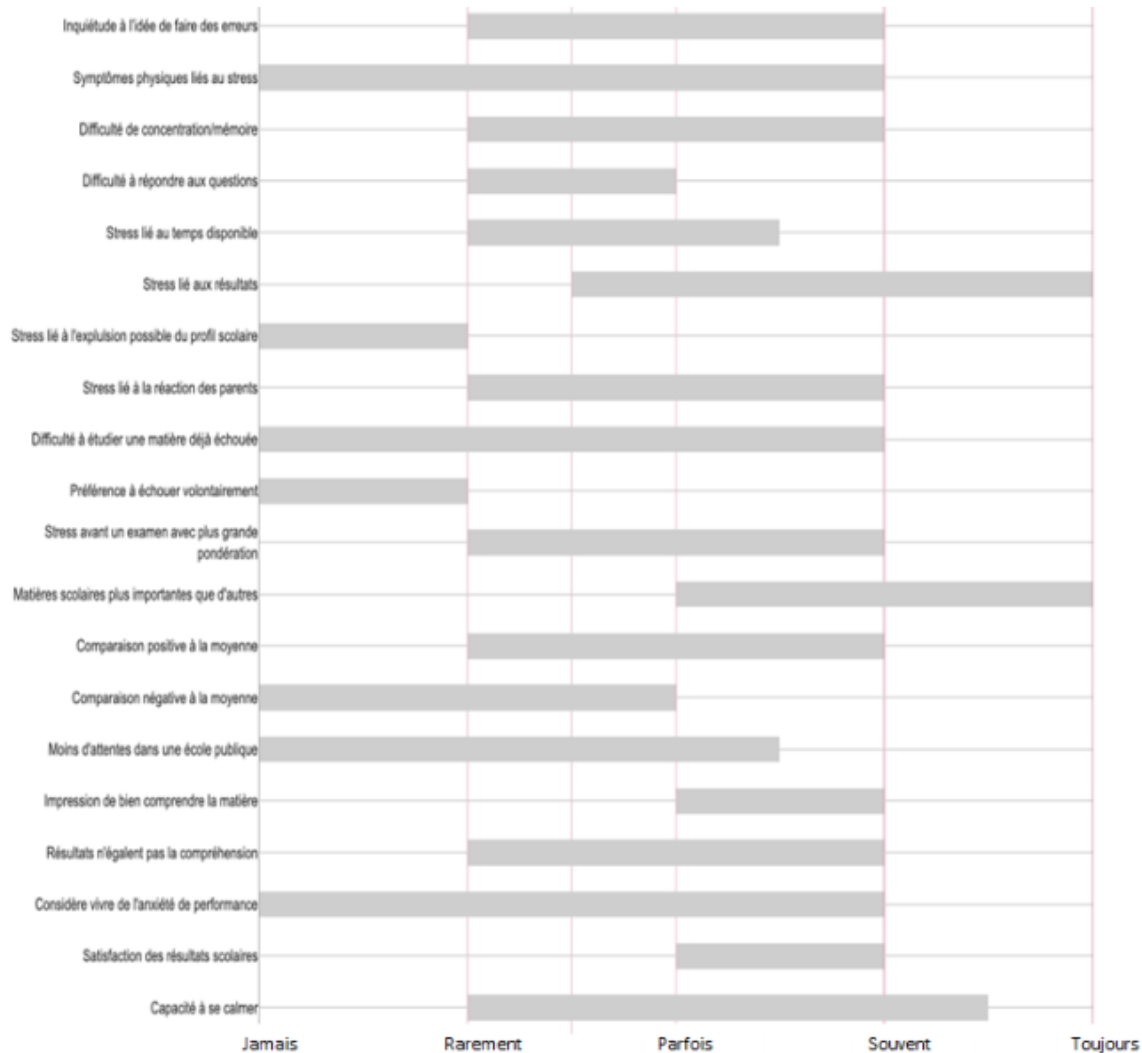 Inquiétude à l'idée de faire des erreurs
Symptômes physiques liés au stress
Difficulté de concentration/mémoire
Difficulté à répondre aux questions
Stress lié au temps disponible
Stress lié aux résultats
Stress lié à l'explulsion possible du profil scolaire
Stress lié à la réaction des parents
Difficulté à étudier une matière déjà échouée
Préférence à échouer volontairement
Stress avant un examen avec plus grande
pondération
Matières scolaires plus importantes que d'autres
Comparaison positive à la moyenne
Comparaison négative à la moyenne
Moins d'attentes dans une école publique
Impression de bien comprendre la matière
Résultats n'égalent pas la compréhension
Considère vivre de l'anxiété de performance
Satisfaction des résultats scolaires
Capacité à se calmer
Jamais Rarement Parfois Souvent Toujours